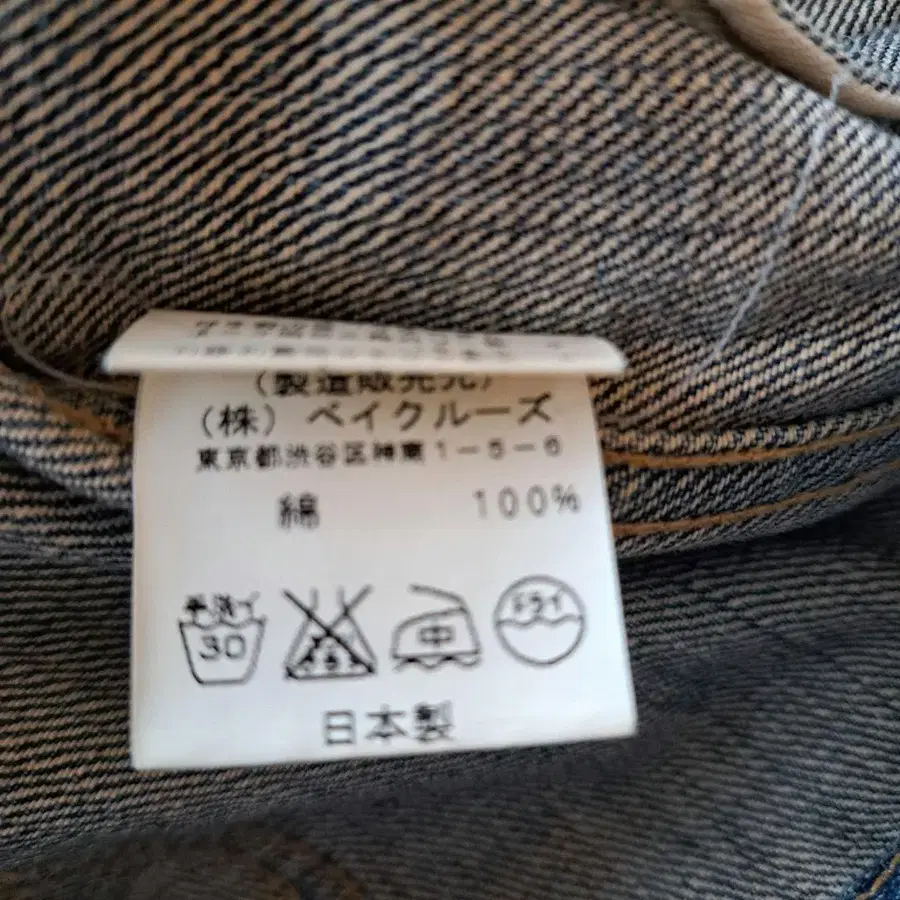 (製造販売元)
(株) ベイクルーズ
東京都渋谷区神南1-5-6
綿 100%
手洗イ
30
中
ドライ
日本製